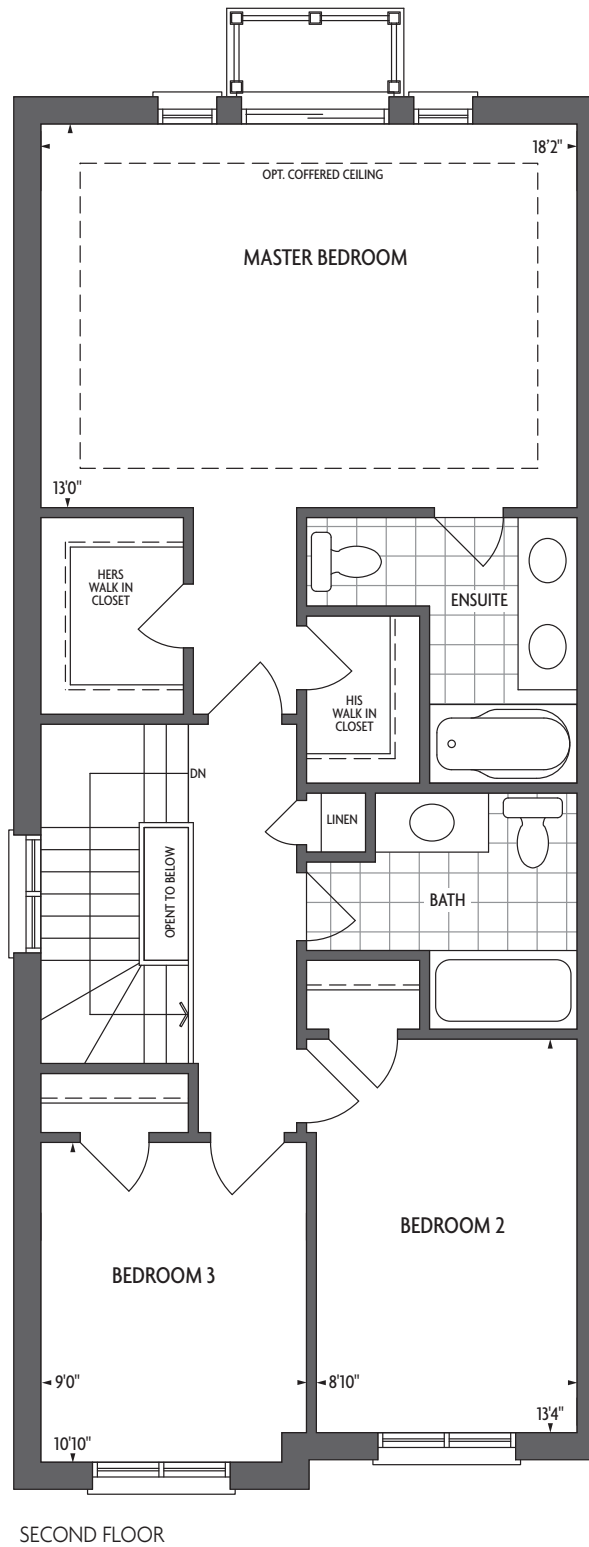 18'2"
OPT. COFFERED CEILING
MASTER BEDROOM
13'0"
HERS
WALK IN
CLOSET
ENSUITE
HIS
WALK IN
CLOSET
DN
LINEN
OPENT TO BELOW
BATH
BEDROOM 2
BEDROOM 3
9'0"
8'10"
13'4"
10'10"
SECOND FLOOR